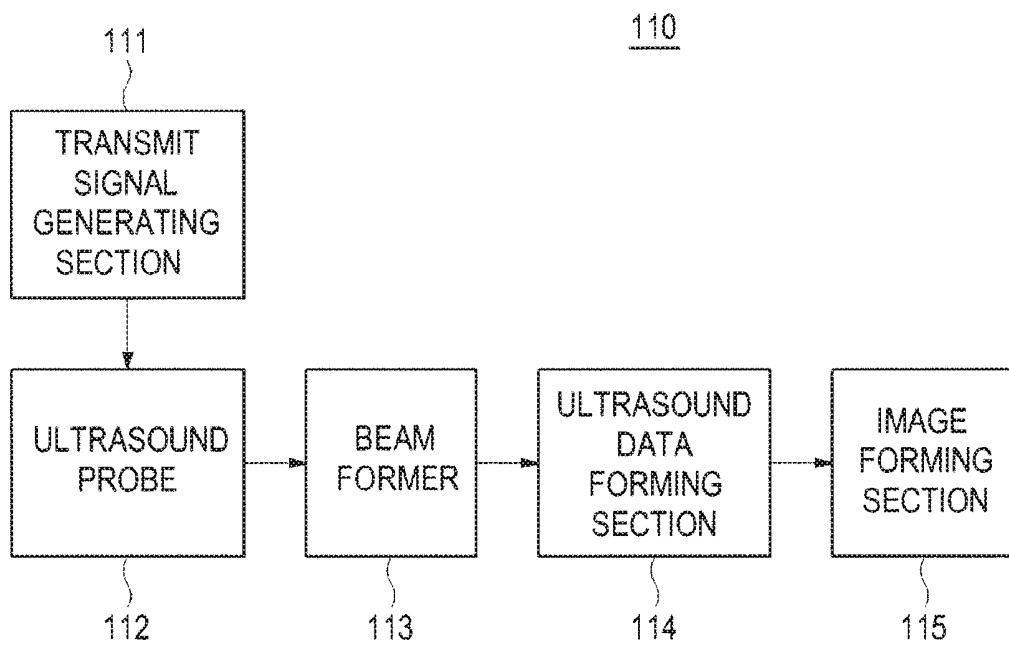 111
110
TRANSMIT
SIGNAL
GENERATING
SECTION
ULTRASOUND
PROBE
BEAM
FORMER
ULTRASOUND
DATA
FORMING
SECTION
IMAGE
FORMING
SECTION
112
113
114
115